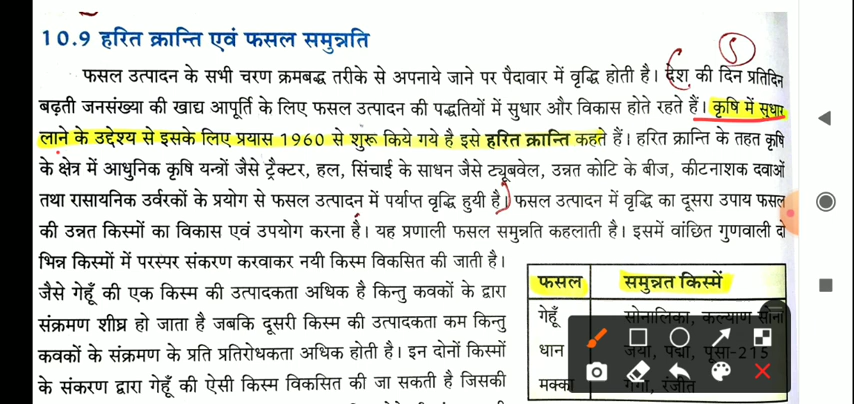 10.9 हरित क्रान्ति एवं फसल समुन्नति
फसल उत्पादन के सभी चरण क्रमबद्ध तरीके से अपनाये जाने पर पैदावार में वृद्धि होती है। देश की दिन प्रतिदिन
बढ़ती जनसंख्या की खाद्य आपूर्ति के लिए फसल उत्पादन की पद्धतियों में सुधार और विकास होते रहते हैं। कृषि में सुधार
लाने के उद्देश्य से इसके लिए प्रयास 1960 से शुरू किये गये है इसे हरित क्रान्ति कहते हैं। हरित क्रान्ति के तहत कृषि
के क्षेत्र में आधुनिक कृषि यन्त्रों जैसे ट्रैक्टर, हल, सिंचाई के साधन जैसे ट्यूबवेल, उन्नत कोटि के बीज, कीटनाशक दवाओं
तथा रासायनिक उर्वरकों के प्रयोग से फसल उत्पादन में पर्याप्त वृद्धि हुयी है। फसल उत्पादन में वृद्धि का दूसरा उपाय फसल
की उन्नत किस्मों का विकास एवं उपयोग करना है। यह प्रणाली फसल समुन्नति कहलाती है। इसमें वांछित गुणवाली दो
भिन्न किस्मों में परस्पर संकरण करवाकर नयी किस्म विकसित की जाती है।
जैसे गेहूँ की एक किस्म की उत्पादकता अधिक है किन्तु कवकों के द्वारा
संक्रमण शीघ्र हो जाता है जबकि दूसरी किस्म की उत्पादकता कम किन्तु
कवकों के संक्रमण के प्रति प्रतिरोधकता अधिक होती है। इन दोनों किस्मों
के संकरण द्वारा गेहूँ की ऐसी किस्म विकसित की जा सकती है जिसकी
फसल समुन्नत किस्में
गेहूँ सोनालिका, कल्याण सोना
धान जया, पद्मा, पूसा-215
मक्का गंगा, रंजीत